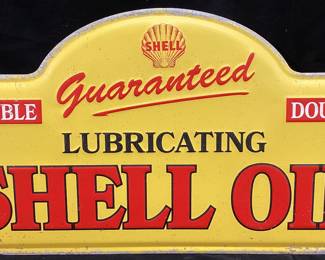 SHELL
Guaranteed
BLE DOU
LUBRICATING
SHELL OI